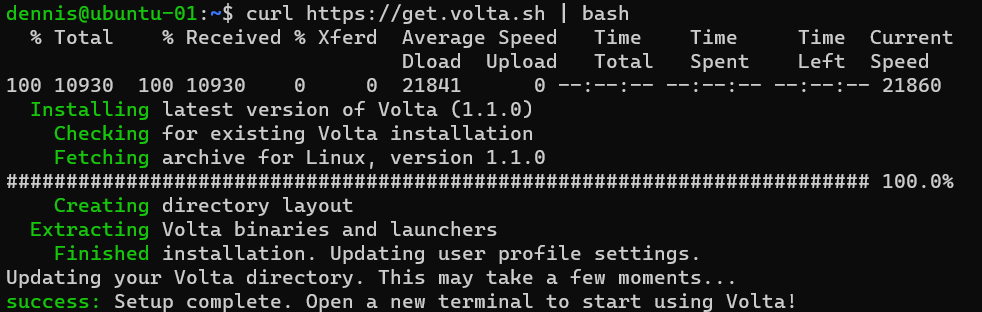 dennis@ubuntu-01:~$ curl https://get.volta.sh | bash
  % Total    % Received % Xferd  Average Speed   Time    Time     Time  Current
                                 Dload  Upload   Total   Spent    Left  Speed
100 10930  100 10930    0     0  21841      0 --:--:-- --:--:-- --:--:-- 21860
  Installing latest version of Volta (1.1.0)
    Checking for existing Volta installation
    Fetching archive for Linux, version 1.1.0
######################################################################## 100.0%
    Creating directory layout
  Extracting Volta binaries and launchers
    Finished installation. Updating user profile settings.
Updating your Volta directory. This may take a few moments...
success: Setup complete. Open a new terminal to start using Volta!